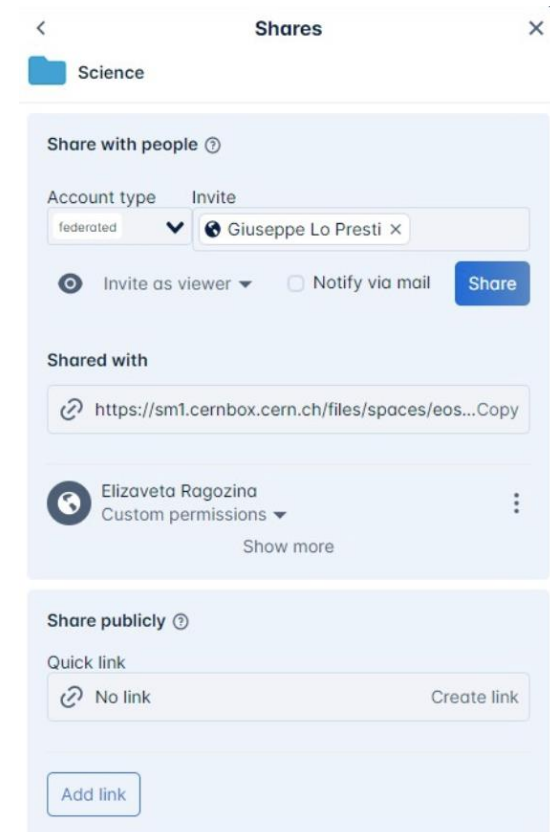 Shares
Science
Share with people
Account type Invite
federated Giuseppe Lo Presti
Invite as viewer Notify via mail Share
Shared with
https://sm1.cernbox.cern.ch/files/spaces/eos...Copy
Elizaveta Ragozina
Custom permissions
Show more
Share publicly
Quick link
No link Create link
Add link